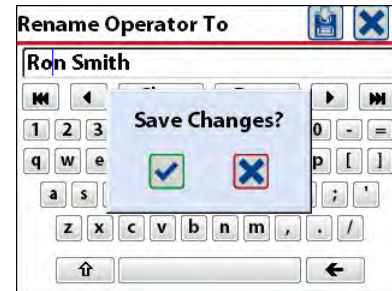 Rename Operator To
Ron Smith
Save Changes?
1 2 3 0 - =
q w e p [ ]
a s ; '
z x c v b n m , . /